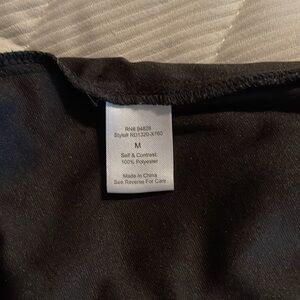 RN# 94828
Style# RD1320-X760
M
Self & Contrast:
100% Polyester
Made In China
See Reverse For Care